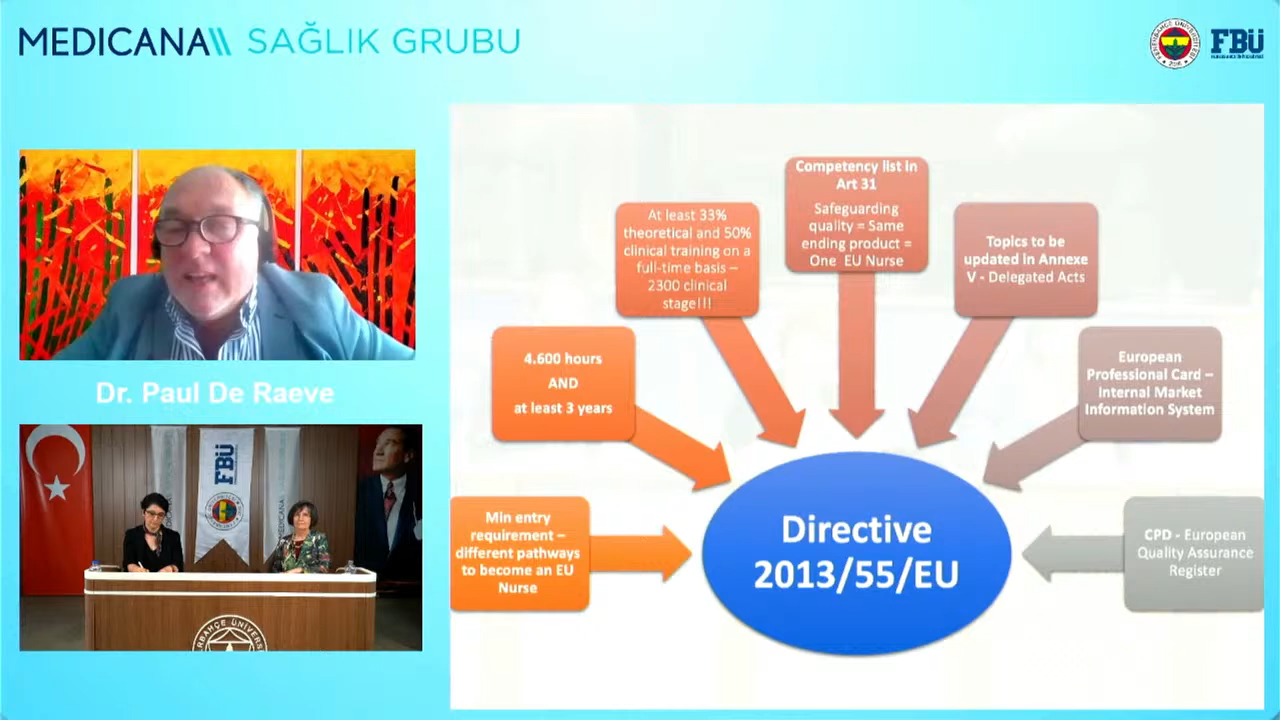 MEDICANA SAĞLIK GRUBU
FBÜ
Dr. Paul De Raeve
FBÜ
MEDICANA
Competency list in
Art 31
Safeguarding
quality = Same
ending product =
One EU Nurse
At least 33%
theoretical and 50%
clinical training on a
full-time basis –
2300 clinical
stage!!!
Topics to be
updated in Annexe
V - Delegated Acts
4.600 hours
AND
at least 3 years
European
Professional Card –
Internal Market
Information System
Min entry
requirement –
different pathways
to become an EU
Nurse
CPD - European
Quality Assurance
Register
Directive
2013/55/EU